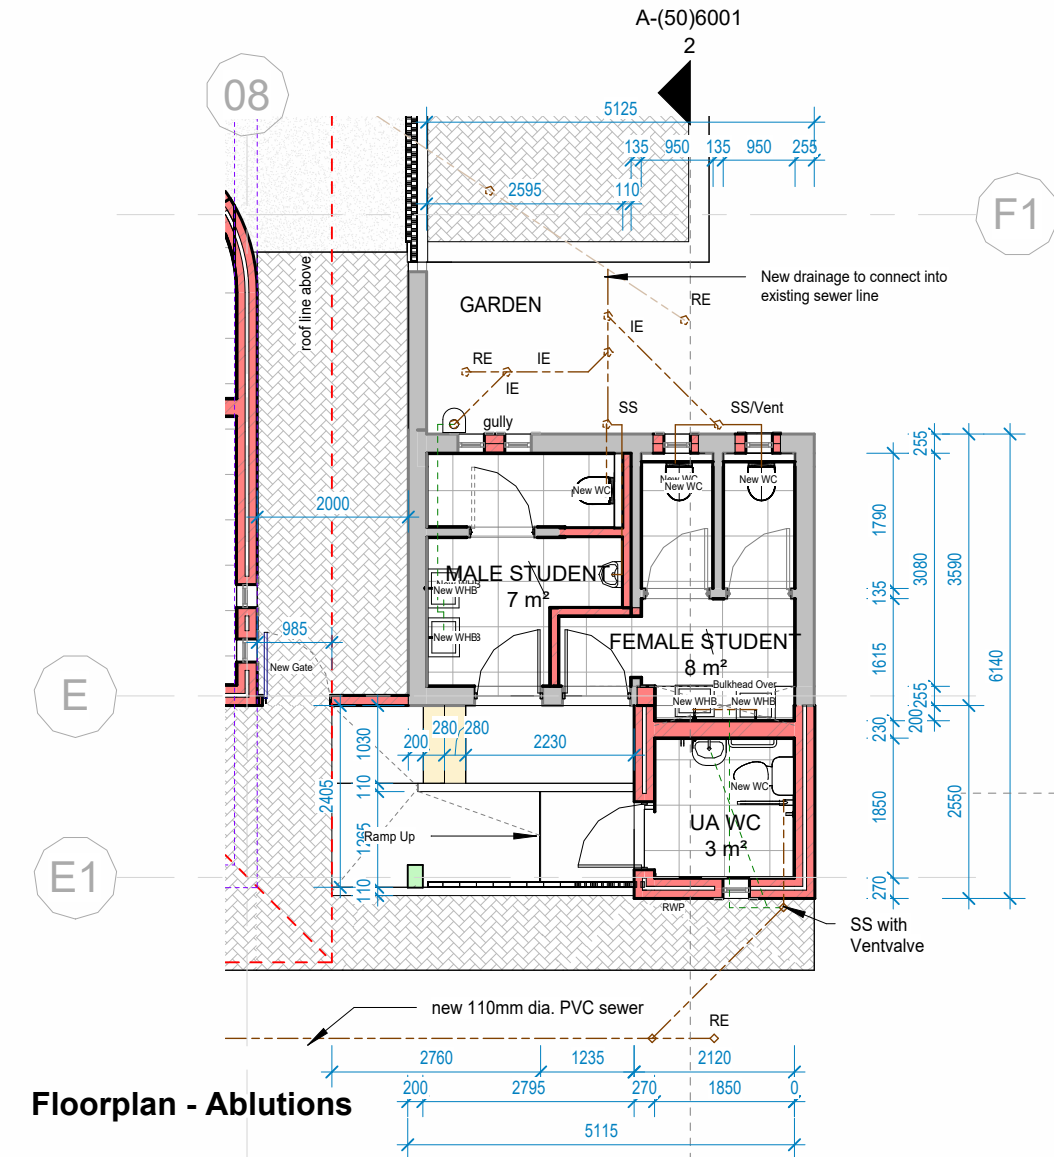 A-(50)6001
2
08
5125
135 950 135 950 255
2595 110
F1
roof line above
New drainage to connect into
existing sewer line
GARDEN
RE
IE
RE IE
IE
SS SS/Vent
gully
255
New WC
New WC
New WC
New WC
2000
1790
3080
3590
MALE STUDENT
7 m²
New WHB
New WHB
135
985
FEMALE STUDENT
8 m²
1615
6140
New Gate
E
Bulkhead Over
New WHB New WHB
255
200
230
1030
200 280 280 2230
New WC
2405
110
1850
2550
UA WC
3 m²
Ramp Up
1265
E1
110
270
RWP
SS with
Ventvalve
new 110mm dia. PVC sewer
RE
2760 1235 2120
200 2795 270 1850 0
Floorplan - Ablutions
5115